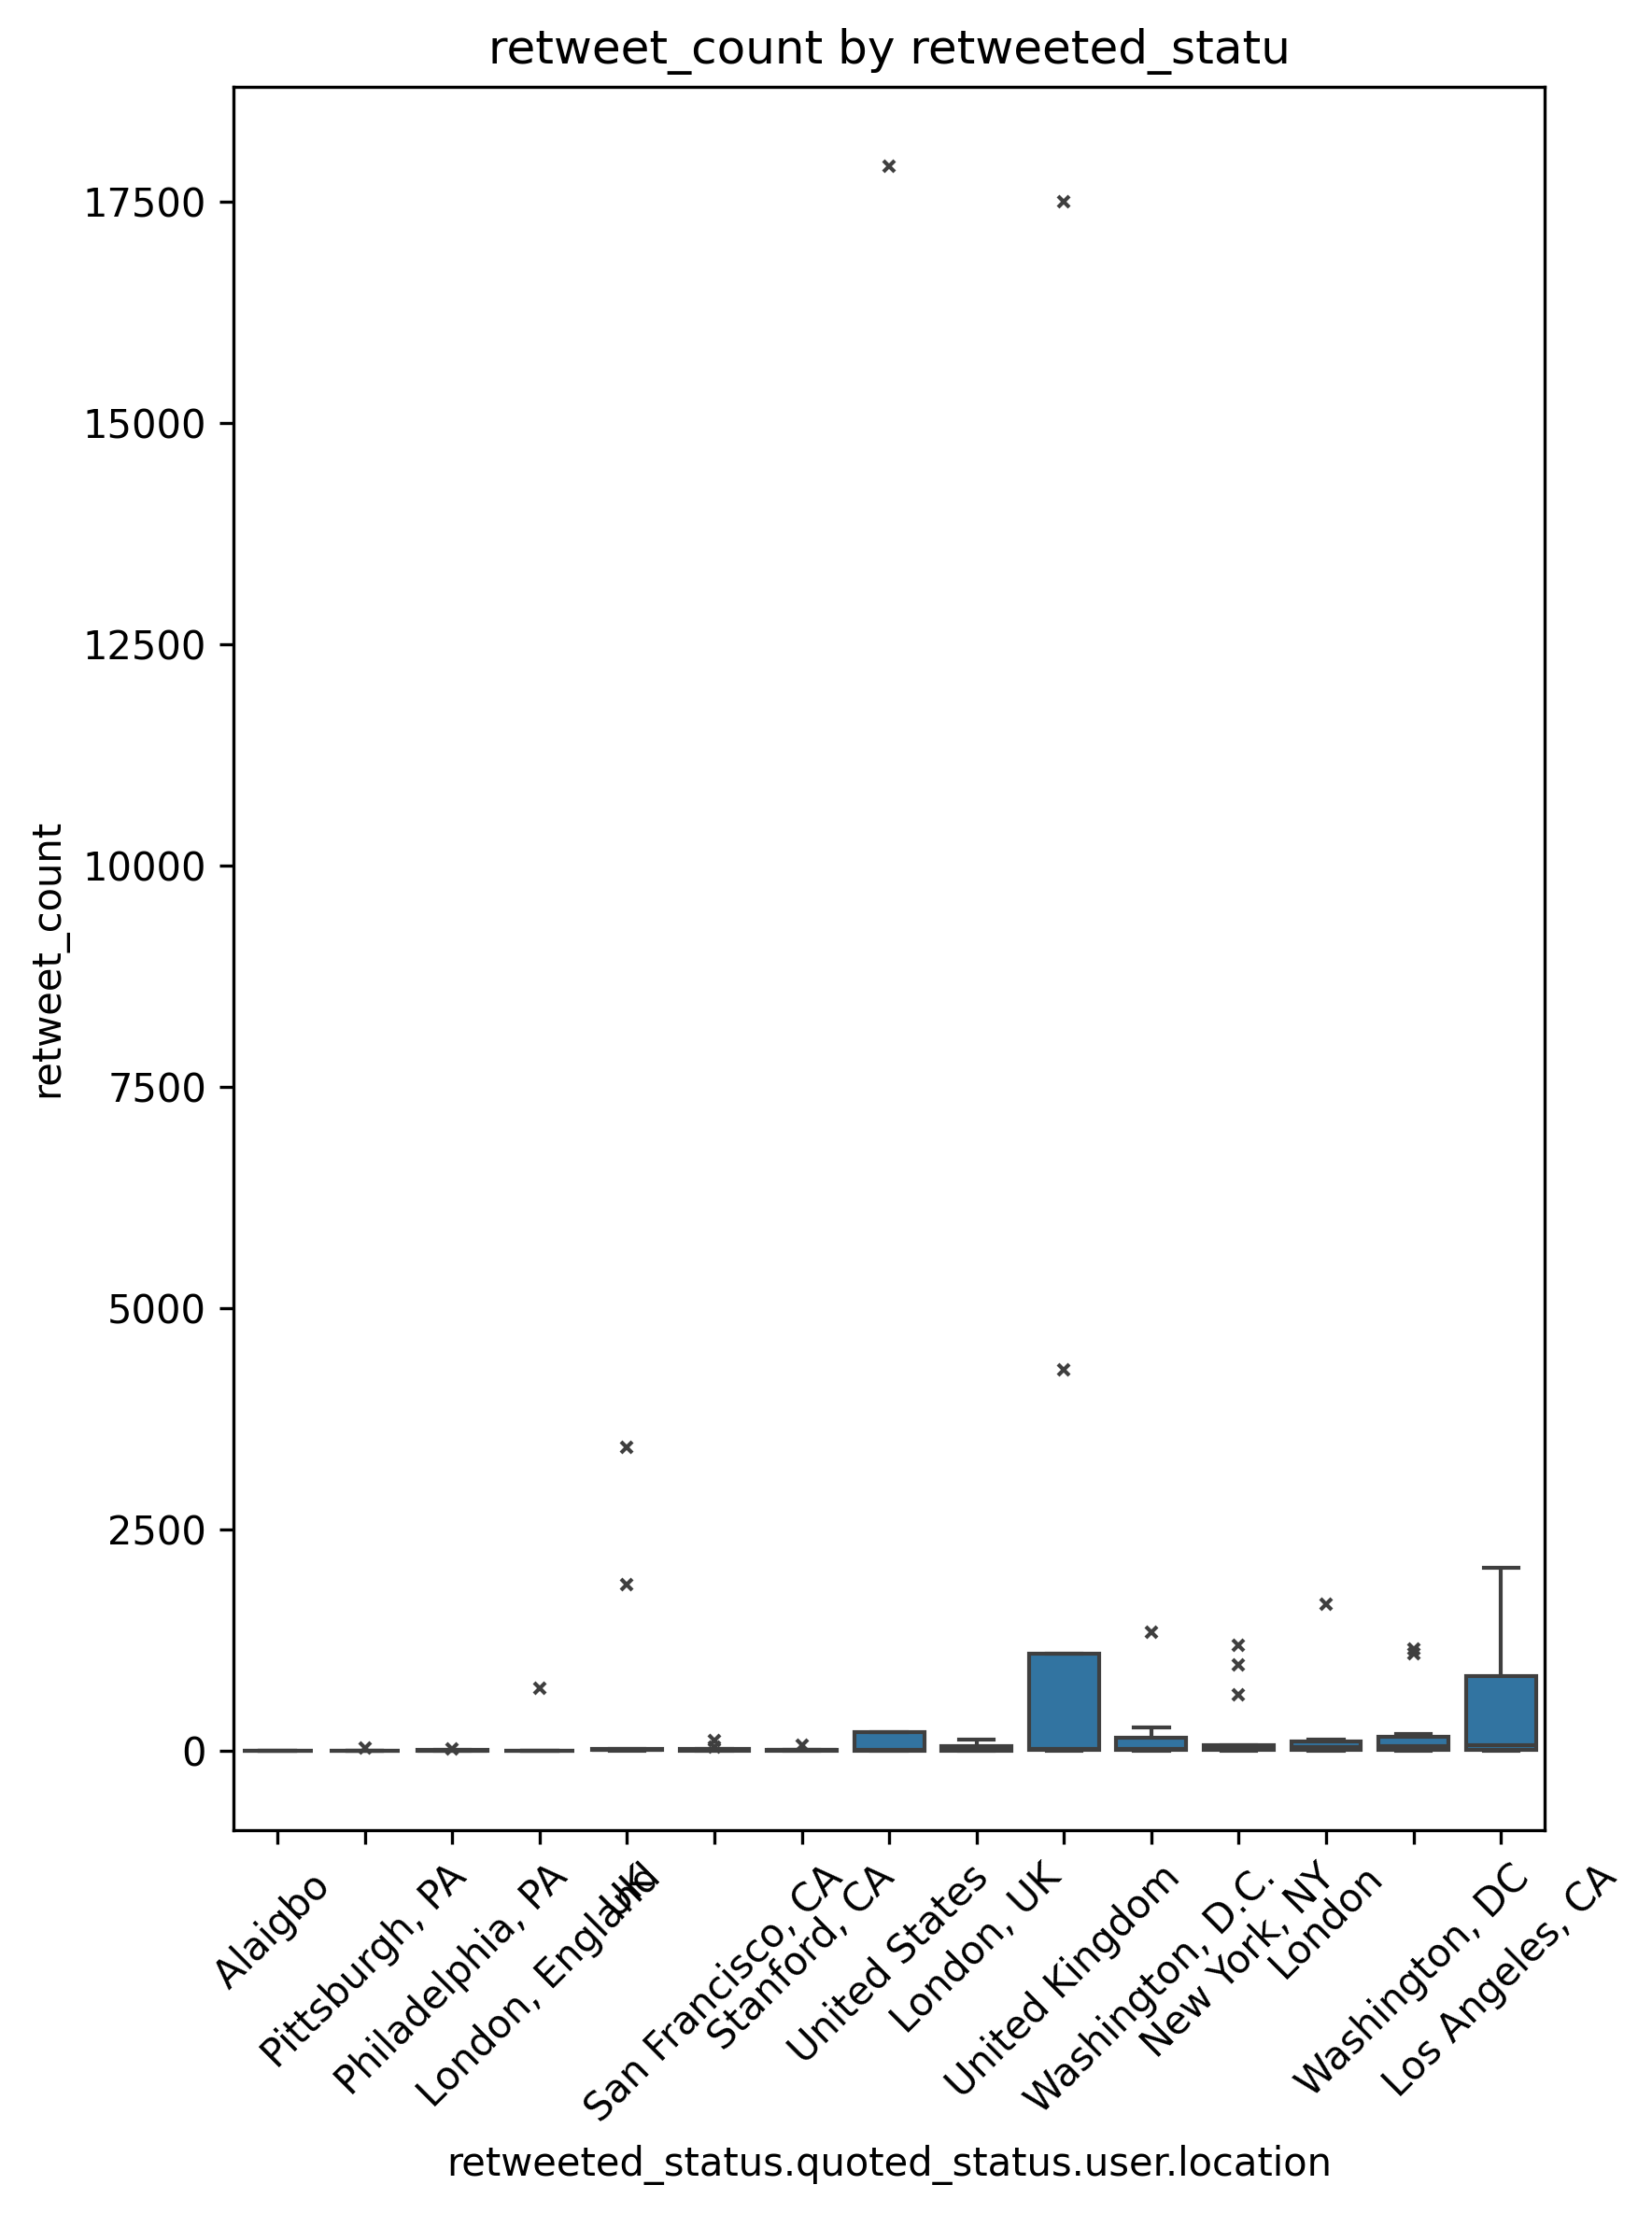 retweet_count by retweeted_statu
17500
15000
12500
10000
7500
5000
2500
0
retweet_count
Alaigbo
Pittsburgh, PA
Philadelphia, PA
London, England
UK
San Francisco, CA
Stanford, CA
United States
London, UK
United Kingdom
Washington, D.C.
New York, NY
London
Washington, DC
Los Angeles, CA
retweeted_status.quoted_status.user.location